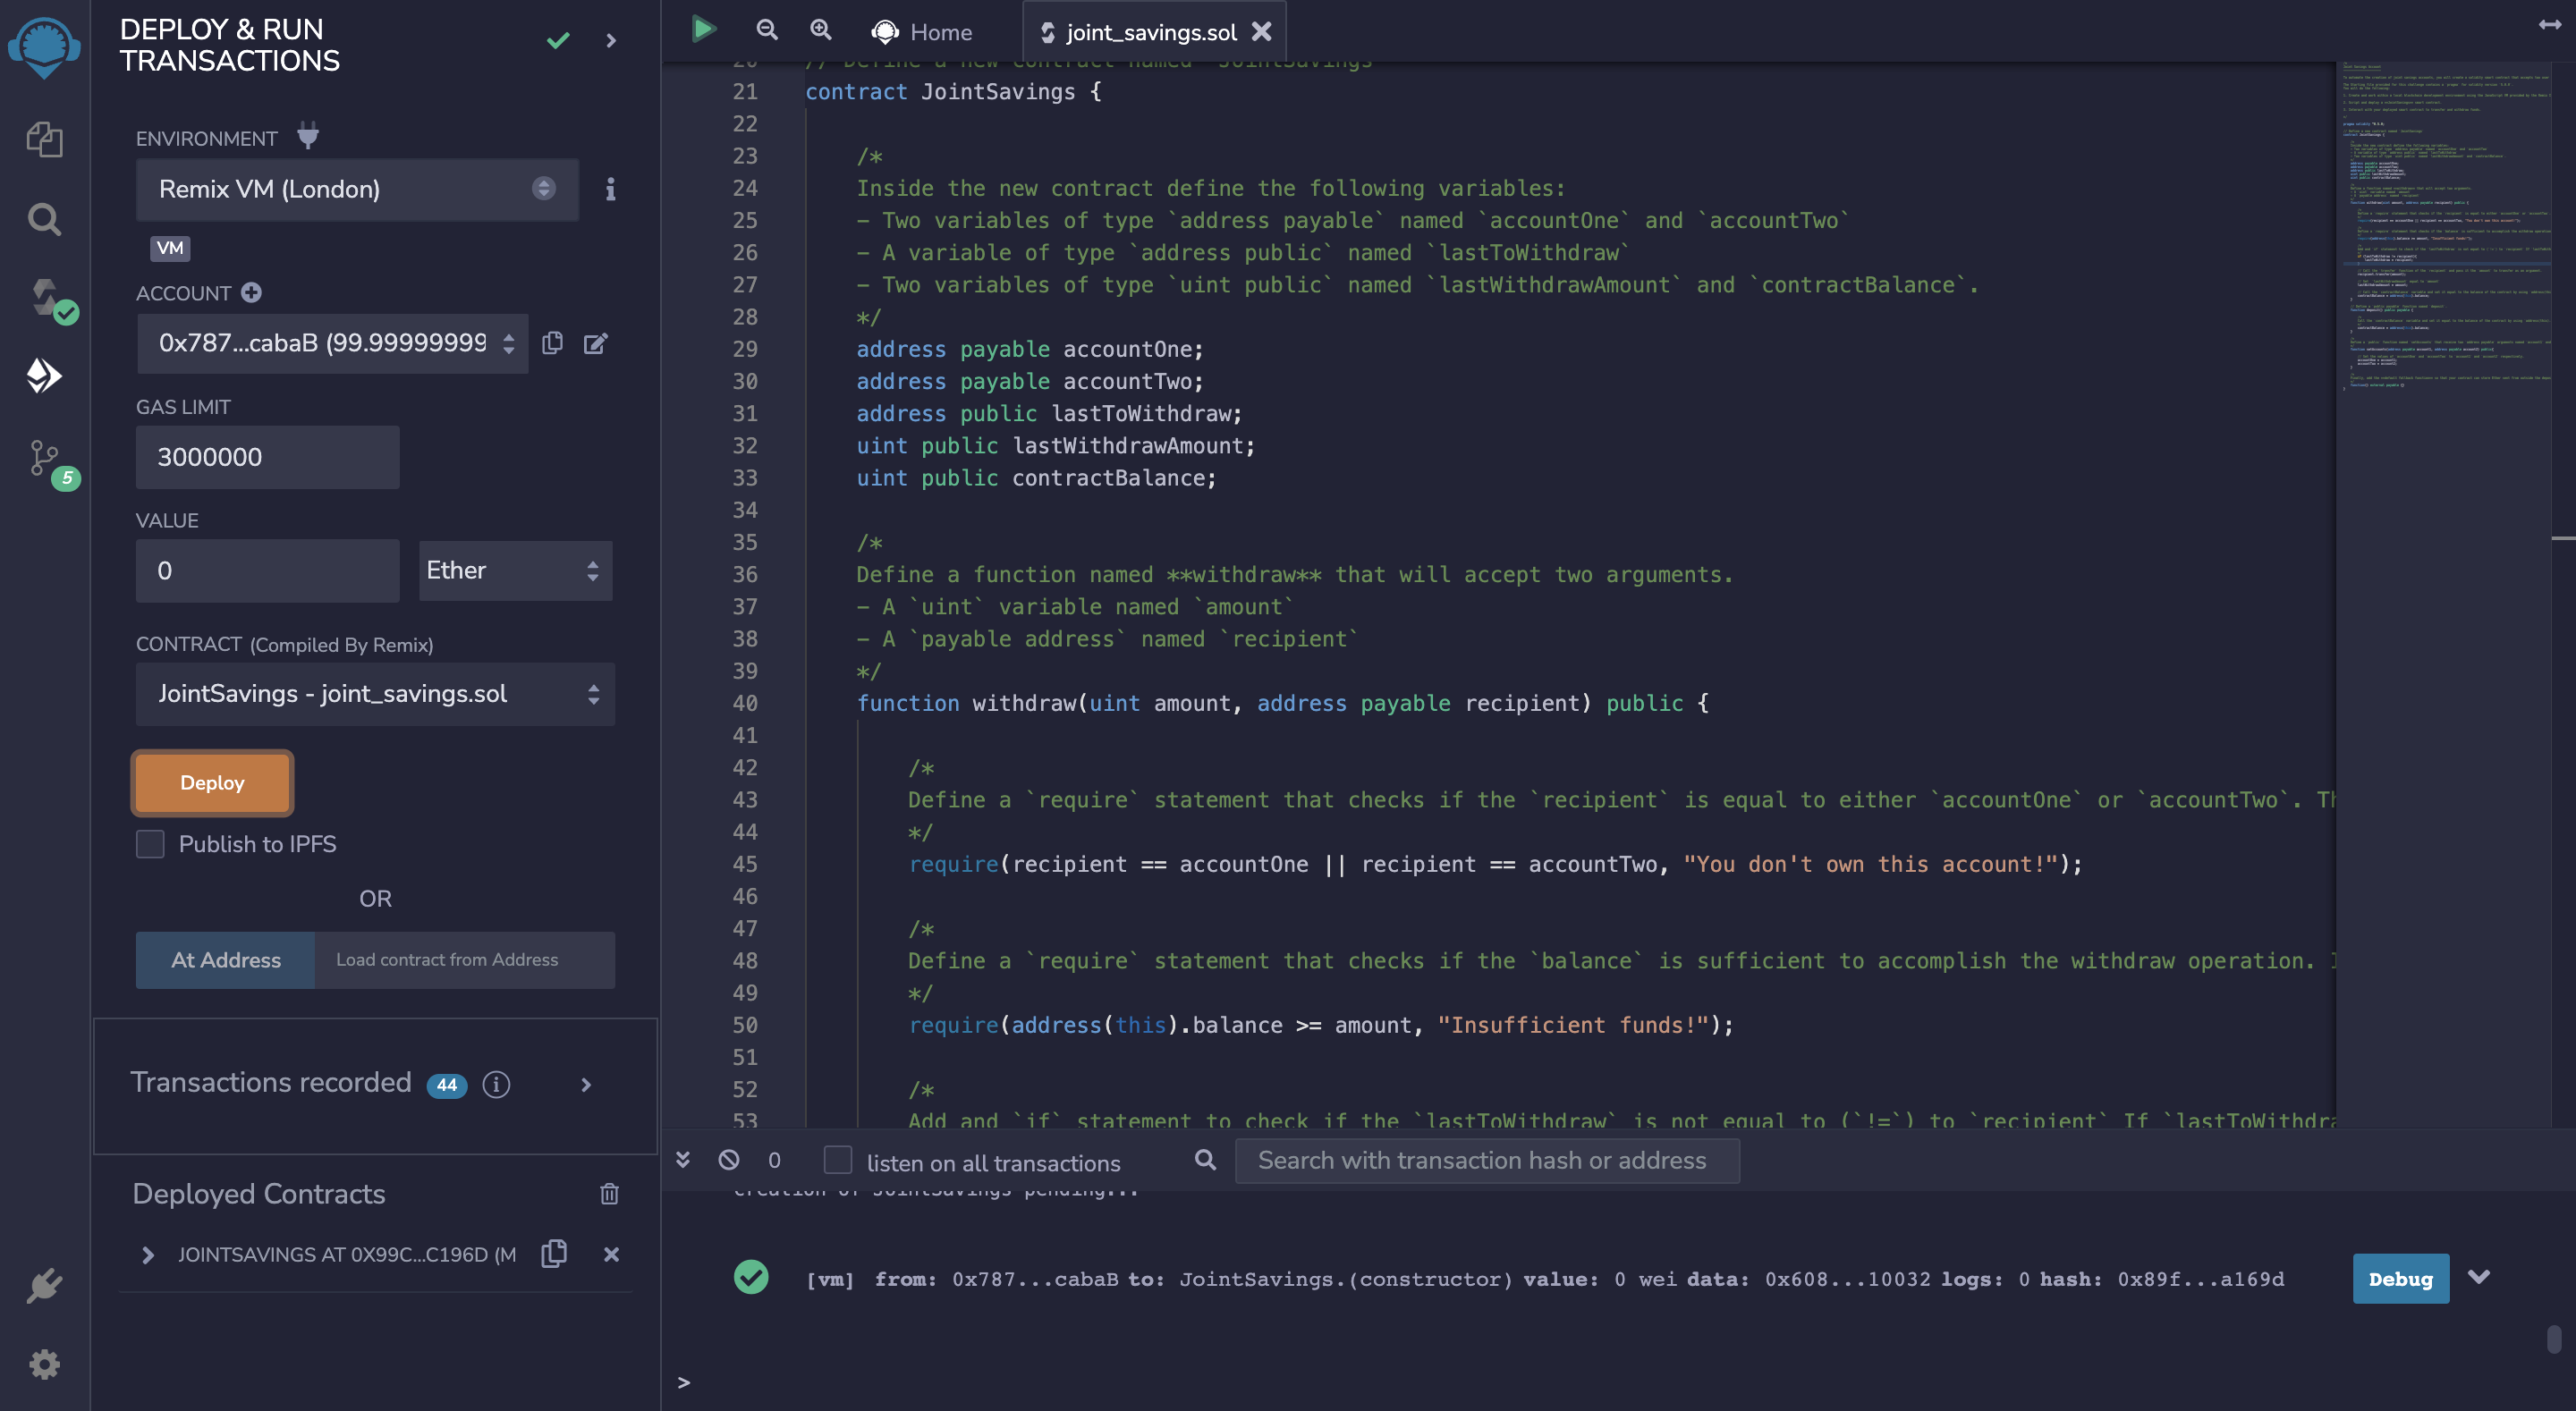 DEPLOY & RUN
TRANSACTIONS
ENVIRONMENT
Remix VM (London)
VM
ACCOUNT
0x787...cabaB (99.99999999
GAS LIMIT
3000000
5
VALUE
0
Ether
CONTRACT (Compiled By Remix)
JointSavings - joint_savings.sol
Deploy
Publish to IPFS
OR
At Address
Load contract from Address
Transactions recorded 44
Deployed Contracts
JOINTSAVINGS AT 0X99C...C196D (M
Home
joint_savings.sol
20 // Define a new contract named `JointSavings`
21 contract JointSavings {
22
23 /*
24 Inside the new contract define the following variables:
25 - Two variables of type `address payable` named `accountOne` and `accountTwo`
26 - A variable of type `address public` named `lastToWithdraw`
27 - Two variables of type `uint public` named `lastWithdrawAmount` and `contractBalance`.
28 */
29 address payable accountOne;
30 address payable accountTwo;
31 address public lastToWithdraw;
32 uint public lastWithdrawAmount;
33 uint public contractBalance;
34
35 /*
36 Define a function named **withdraw** that will accept two arguments.
37 - A `uint` variable named `amount`
38 - A `payable address` named `recipient`
39 */
40 function withdraw(uint amount, address payable recipient) public {
41
42 /*
43 Define a `require` statement that checks if the `recipient` is equal to either `accountOne` or `accountTwo`. Th
44 */
45 require(recipient == accountOne || recipient == accountTwo, "You don't own this account!");
46
47 /*
48 Define a `require` statement that checks if the `balance` is sufficient to accomplish the withdraw operation.
49 */
50 require(address(this).balance >= amount, "Insufficient funds!");
51
52 /*
53 Add and `if` statement to check if the `lastToWithdraw` is not equal to (`!=`) to `recipient` If `lastToWithdra
0
listen on all transactions
Search with transaction hash or address
creation of JointSavings pending...
[vm] from: 0x787...cabaB to: JointSavings.(constructor) value: 0 wei data: 0x608...10032 logs: 0 hash: 0x89f...a169d
Debug
>